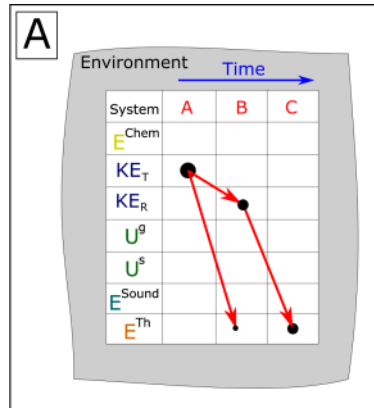 A
Environment
Time
System A B C
E^Chem
KE_T
KE_R
U^g
U^s
E^Sound
E^Th